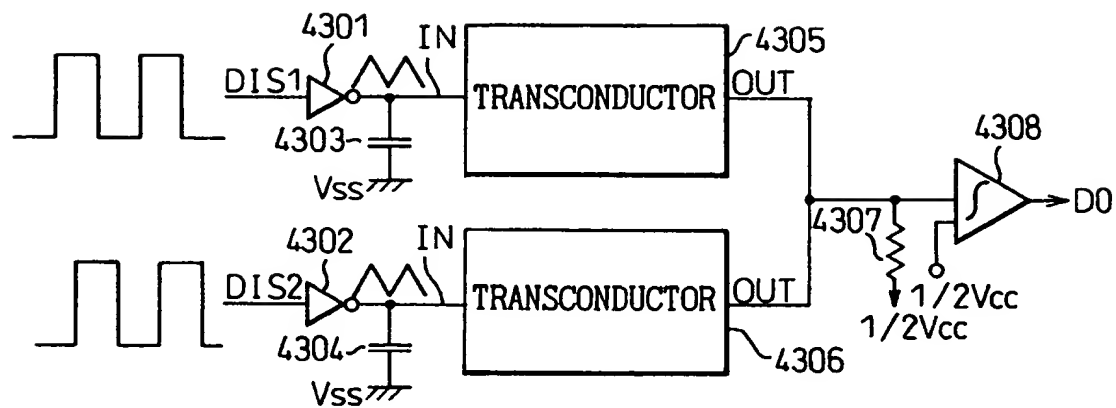 4301
IN
4305
DIS1
TRANSCONDUCTOR
OUT
4303
Vss
4308
DO
4307
1/2Vcc
1/2Vcc
4302
IN
DIS2
TRANSCONDUCTOR
OUT
4304
Vss
4306